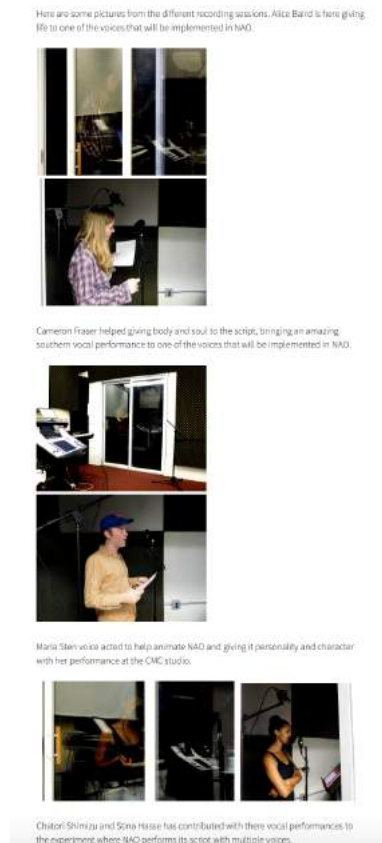 Here are some pictures from the different recording sessions. Alice Baird is here giving
life to one of the voices that will be implemented in NAO.
Cameron Fraser helped giving body and soul to the script, bringing an amazing
southern vocal performance to one of the voices that will be implemented in NAO.
Maria Sten voice acted to help animate NAO and giving it personality and character
with her performance at the CMC studio.
Chatori Shimizu and Stina Hasse has contributed with there vocal performances to
the experiment where NAO performs its script with multiple voices.